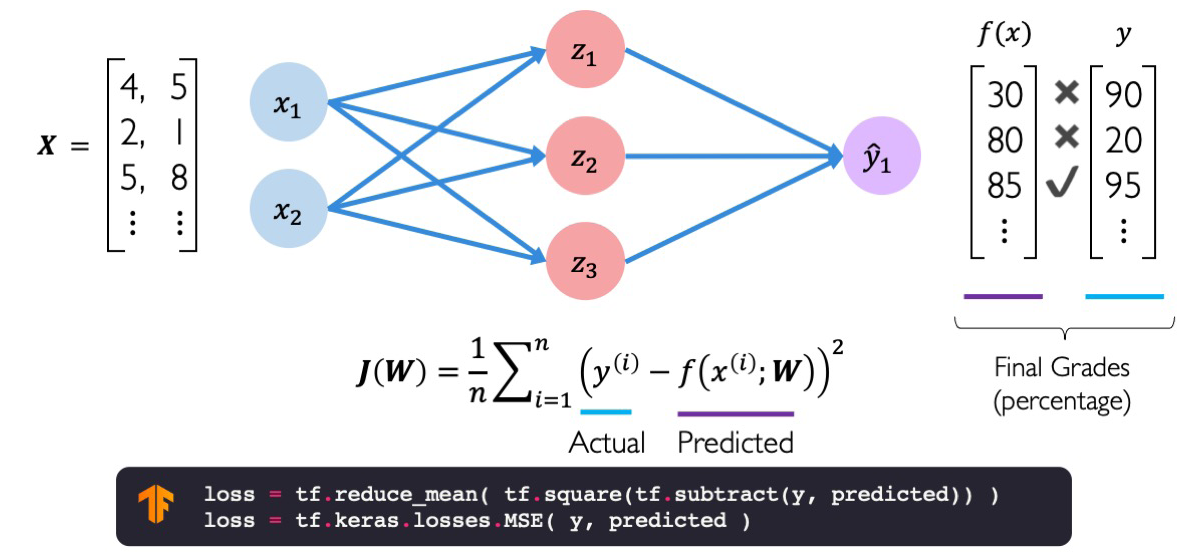 X =
4, 5
2, 1
5, 8
⋮ ⋮
x₁
x₂
z₁
z₂
z₃
ŷ₁
f(x) y
30 ✖ 90
80 ✖ 20
85 ✓ 95
⋮ ⋮
Final Grades
(percentage)
J(W) = 1/n ∑ᵢ₌₁ⁿ (y⁽ⁱ⁾ − f(x⁽ⁱ⁾; W))²
Actual Predicted
loss = tf.reduce_mean( tf.square(tf.subtract(y, predicted)) )
loss = tf.keras.losses.MSE( y, predicted )